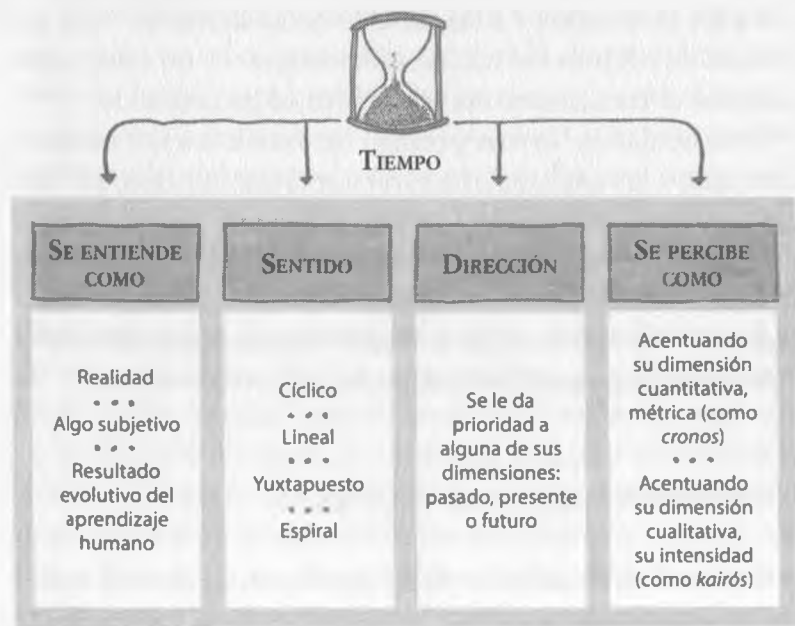 TIEMPO
SE ENTIENDE
COMO
Realidad
Algo subjetivo
Resultado
evolutivo del
aprendizaje
humano
SENTIDO
Cíclico
Lineal
Yuxtapuesto
Espiral
DIRECCIÓN
Se le da
prioridad a
alguna de sus
dimensiones:
pasado, presente
o futuro
SE PERCIBE
COMO
Acentuando
su dimensión
cuantitativa,
métrica (como
cronos)
Acentuando
su dimensión
cualitativa,
su intensidad
(como kairós)